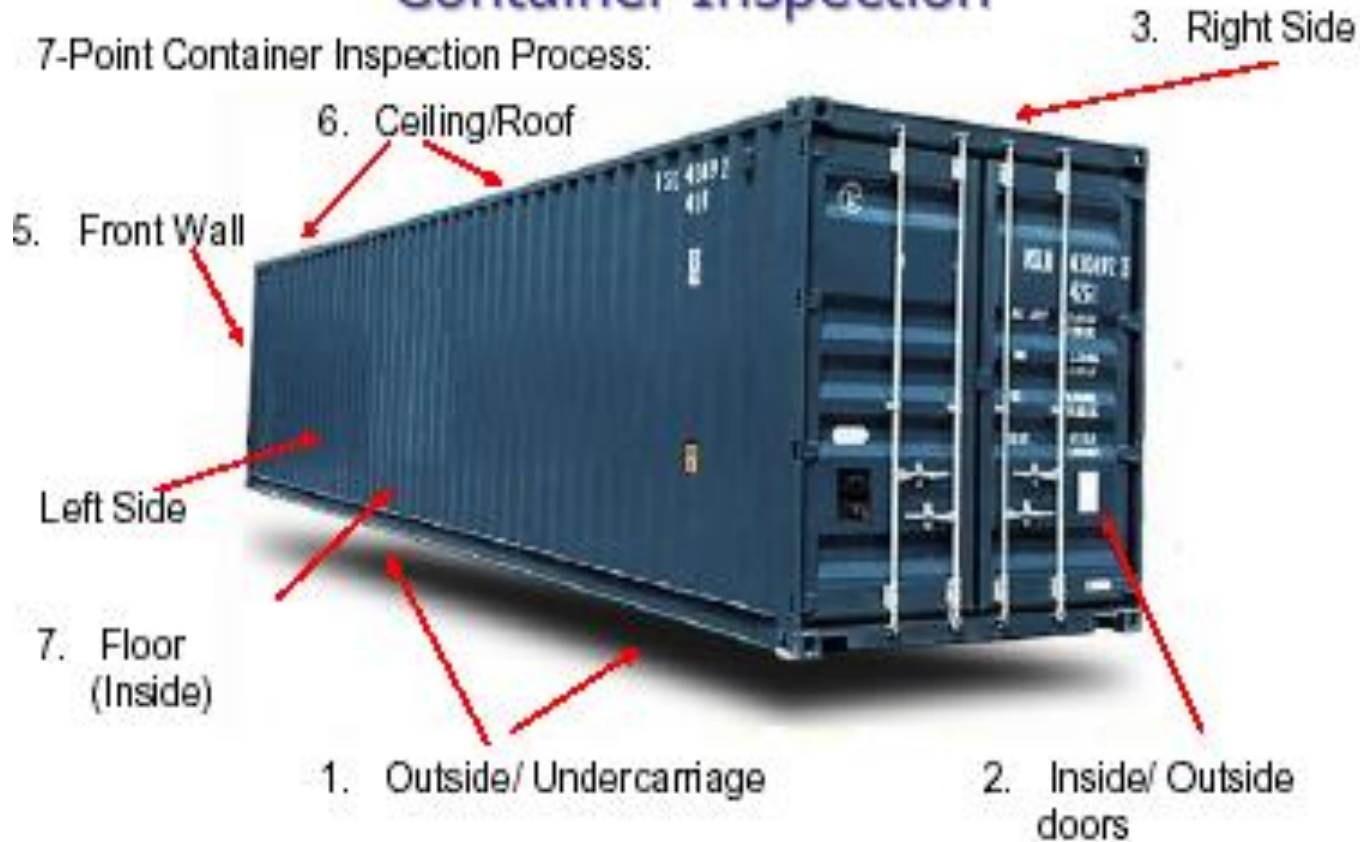 Container Inspection
7-Point Container Inspection Process:
3. Right Side
6. Ceiling/Roof
5. Front Wall
Left Side
7. Floor
(Inside)
1. Outside/ Undercarriage
2. Inside/ Outside
doors